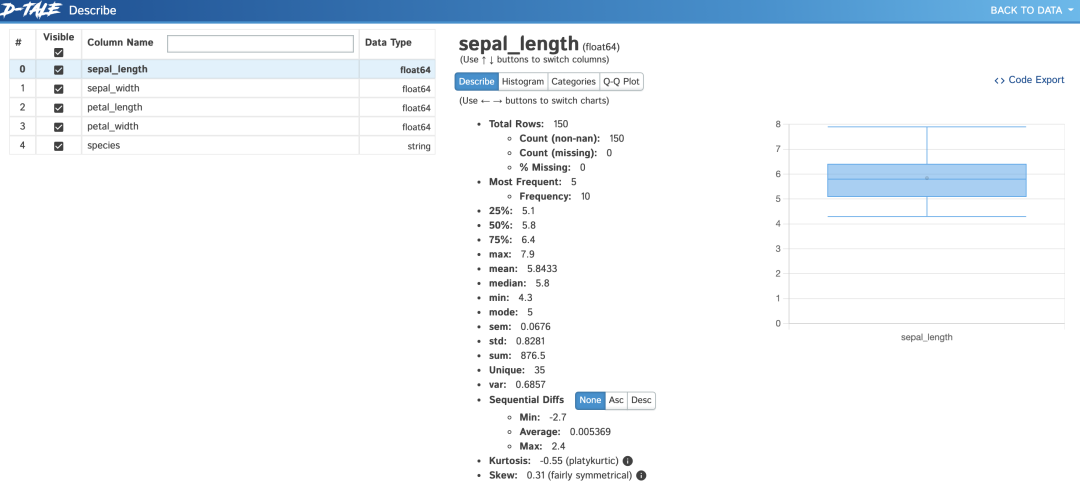 D-TALE Describe BACK TO DATA
# Visible Column Name Data Type
0 sepal_length float64
1 sepal_width float64
2 petal_length float64
3 petal_width float64
4 species string
sepal_length (float64)
(Use ↑ ↓ buttons to switch columns)
Describe Histogram Categories Q-Q Plot
<> Code Export
(Use ← → buttons to switch charts)
Total Rows: 150
Count (non-nan): 150
Count (missing): 0
% Missing: 0
Most Frequent: 5
Frequency: 10
25%: 5.1
50%: 5.8
75%: 6.4
max: 7.9
mean: 5.8433
median: 5.8
min: 4.3
mode: 5
sem: 0.0676
std: 0.8281
sum: 876.5
Unique: 35
var: 0.6857
Sequential Diffs None Asc Desc
Min: -2.7
Average: 0.005369
Max: 2.4
Kurtosis: -0.55 (platykurtic)
Skew: 0.31 (fairly symmetrical)
8
7
6
5
4
3
2
1
0
sepal_length